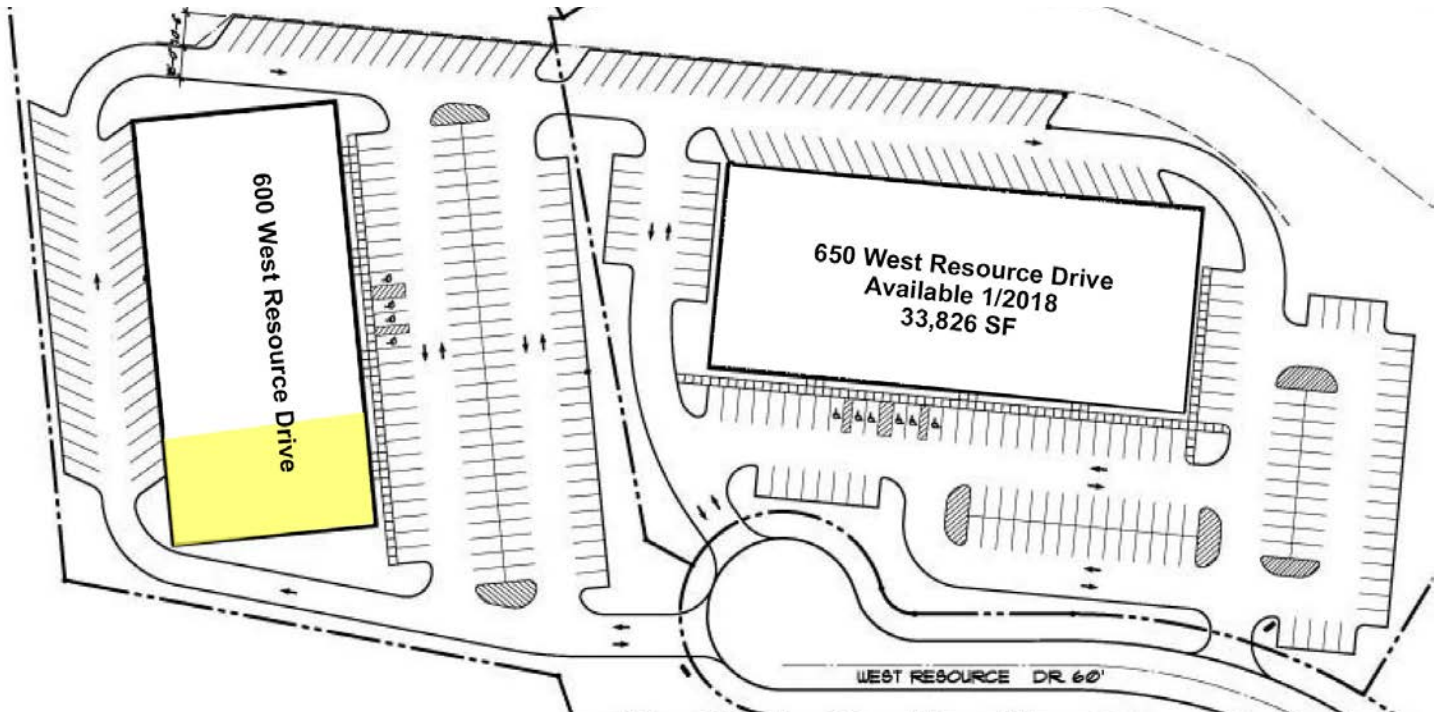 600 West Resource Drive
650 West Resource Drive
Available 1/2018
33,826 SF
WEST RESOURCE DR. 60'